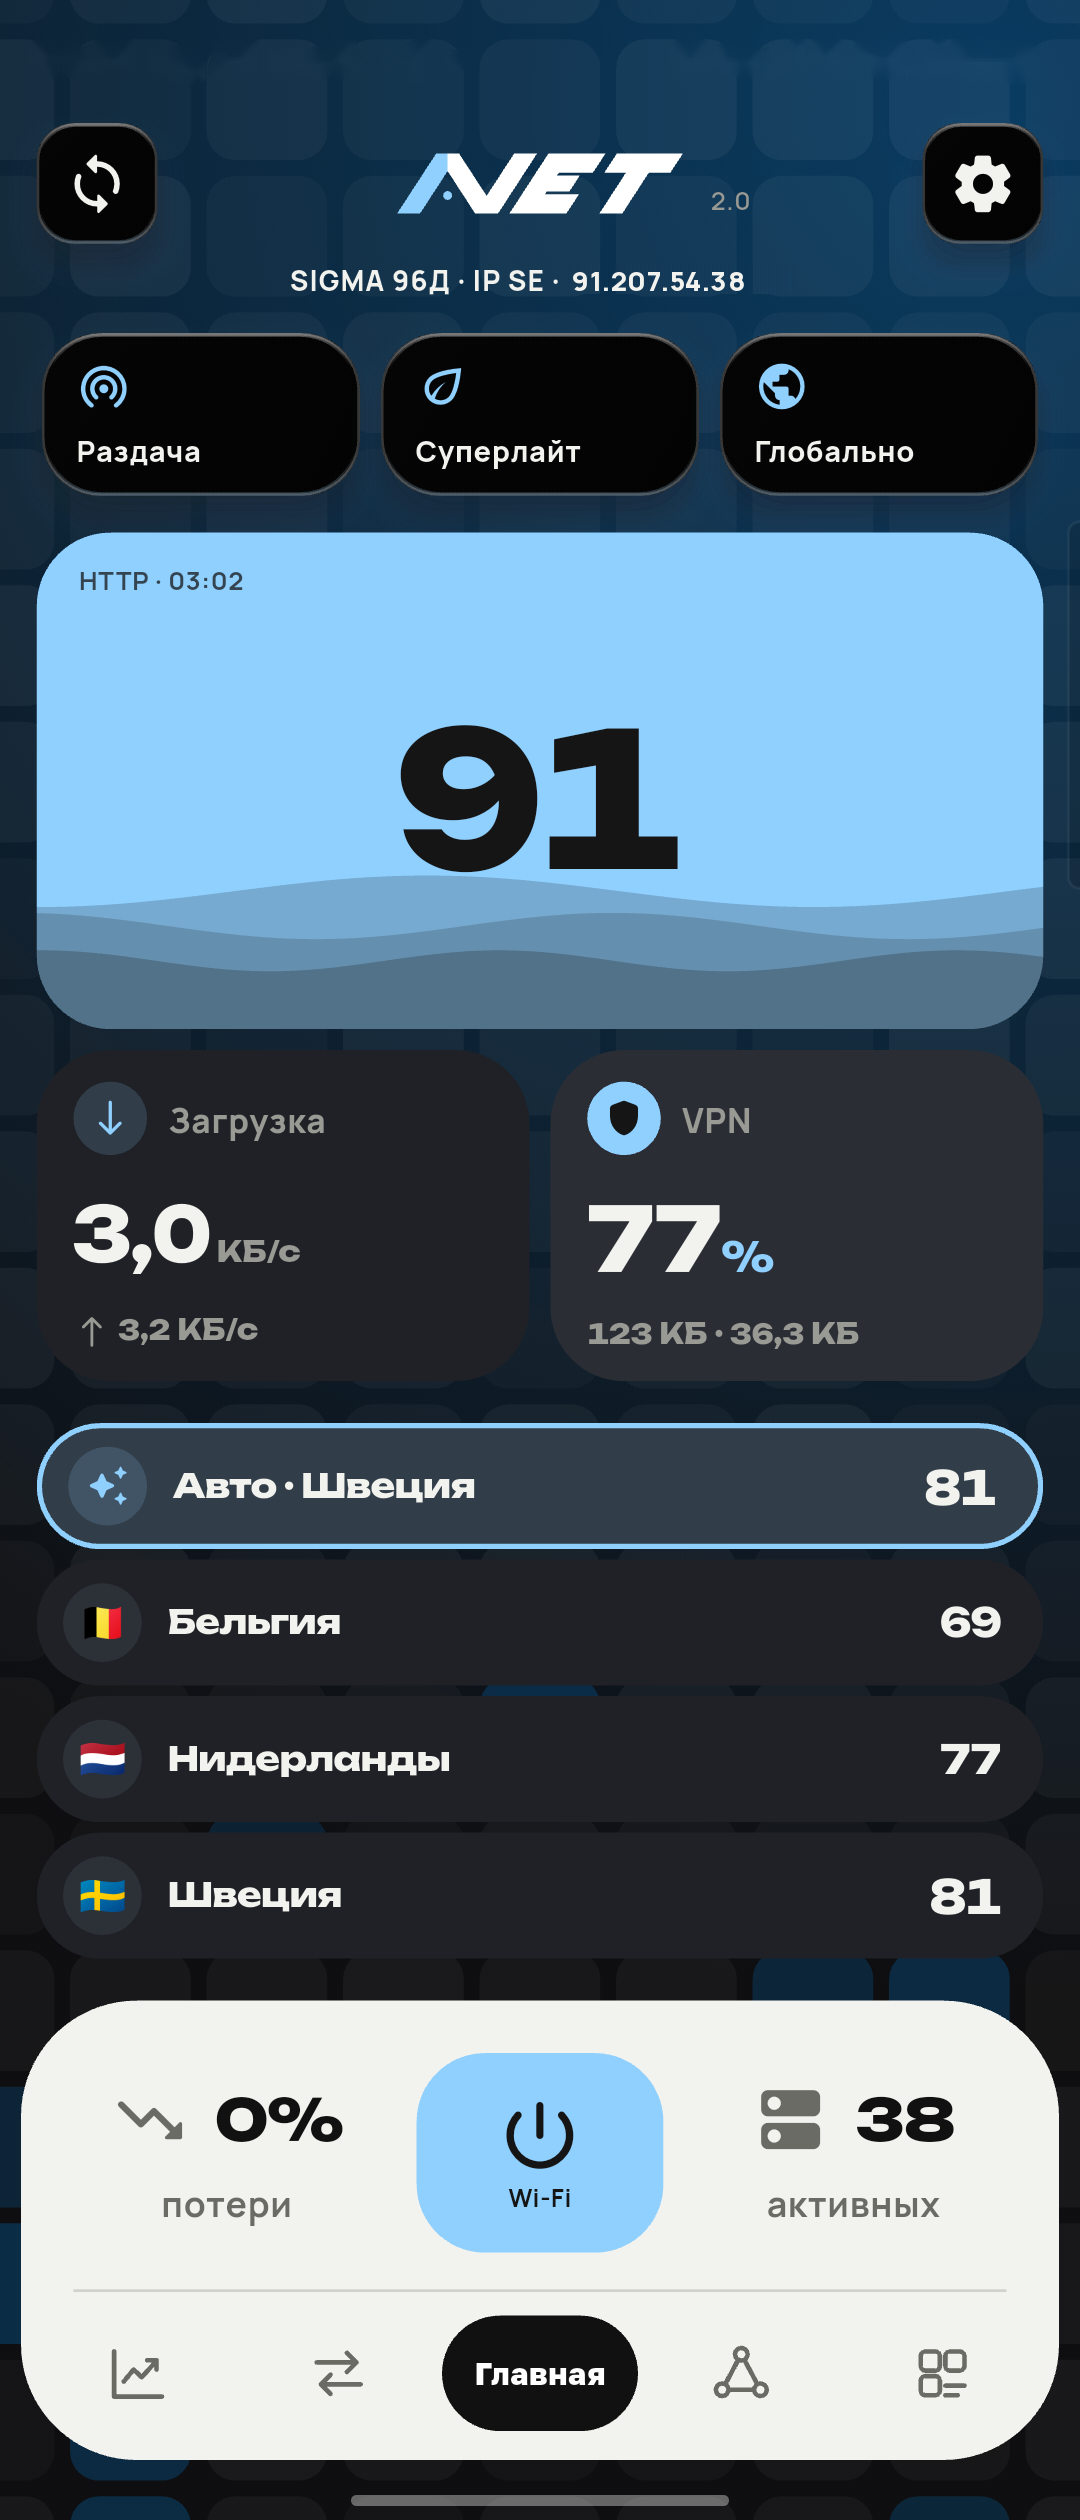 ANET 2.0
SIGMA 96Д · IP SE · 91.207.54.38
Раздача
Суперлайт
Глобально
HTTP · 03:02
91
Загрузка
3,0 КБ/с
↑ 3,2 КБ/с
VPN
77%
123 КБ · 36,3 КБ
Авто · Швеция 81
Бельгия 69
Нидерланды 77
Швеция 81
0%
потери
Wi-Fi
38
активных
Главная